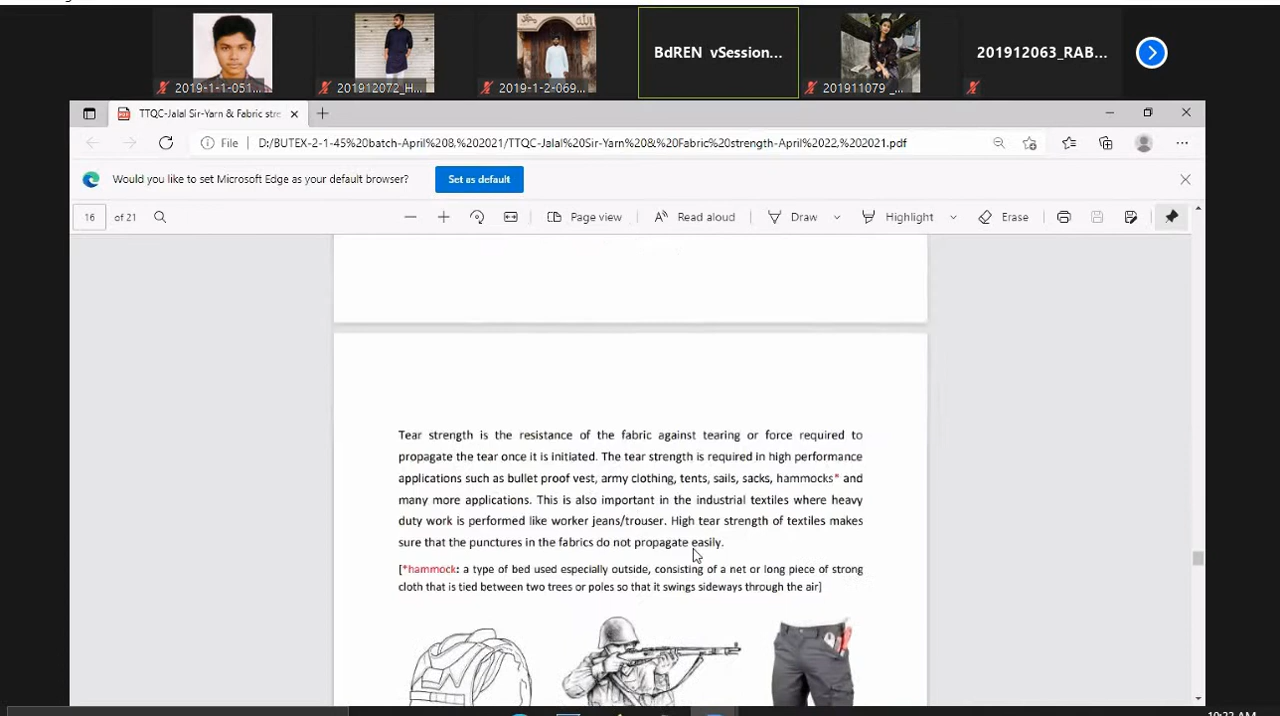 2019-1-1-051...
201912072_H...
2019-1-2-069...
BdREN vSession...
201911079 _...
201912063_RAB...
TTQC-Jalal Sir-Yarn & Fabric stre
File
D:/BUTEX-2-1-45%20batch-April%208.%202021/TTQC-Jalal%20Sir-Yarn%20&%20Fabric%20strength-April%2022,%202021.pdf
Would you like to set Microsoft Edge as your default browser?
Set as default
16 of 21
Page view
Read aloud
Draw
Highlight
Erase
Tear strength is the resistance of the fabric against tearing or force required to
propagate the tear once it is initiated. The tear strength is required in high performance
applications such as bullet proof vest, army clothing, tents, sails, sacks, hammocks* and
many more applications. This is also important in the industrial textiles where heavy
duty work is performed like worker jeans/trouser. High tear strength of textiles makes
sure that the punctures in the fabrics do not propagate easily.
[*hammock: a type of bed used especially outside, consisting of a net or long piece of strong
cloth that is tied between two trees or poles so that it swings sideways through the air]